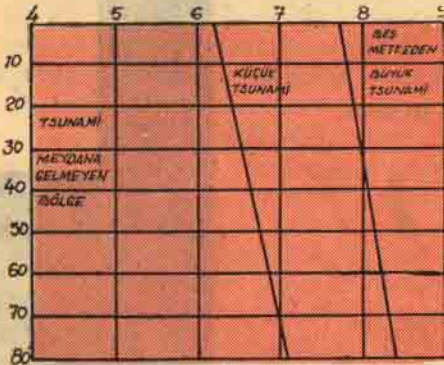 4 5 6 7 8 9
10
20
30
40
50
60
70
80
TSUNAMİ
MEYDANA
GELMEYEN
BÖLGE
KÜÇÜK
TSUNAMİ
BEŞ
METREDEN
BÜYÜK
TSUNAMİ